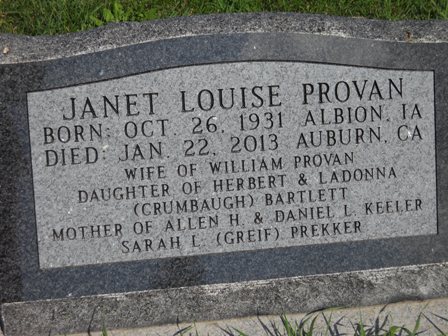 JANET LOUISE PROVAN
BORN: OCT. 26, 1931 ALBION, IA
DIED: JAN. 22, 2013 AUBURN, CA
WIFE OF WILLIAM PROVAN
DAUGHTER OF HERBERT & LADONNA
(CRUMBAUGH) BARTLETT
MOTHER OF ALLEN H. & DANIEL L. KEELER
SARAH L. (GREIF) PREKKER